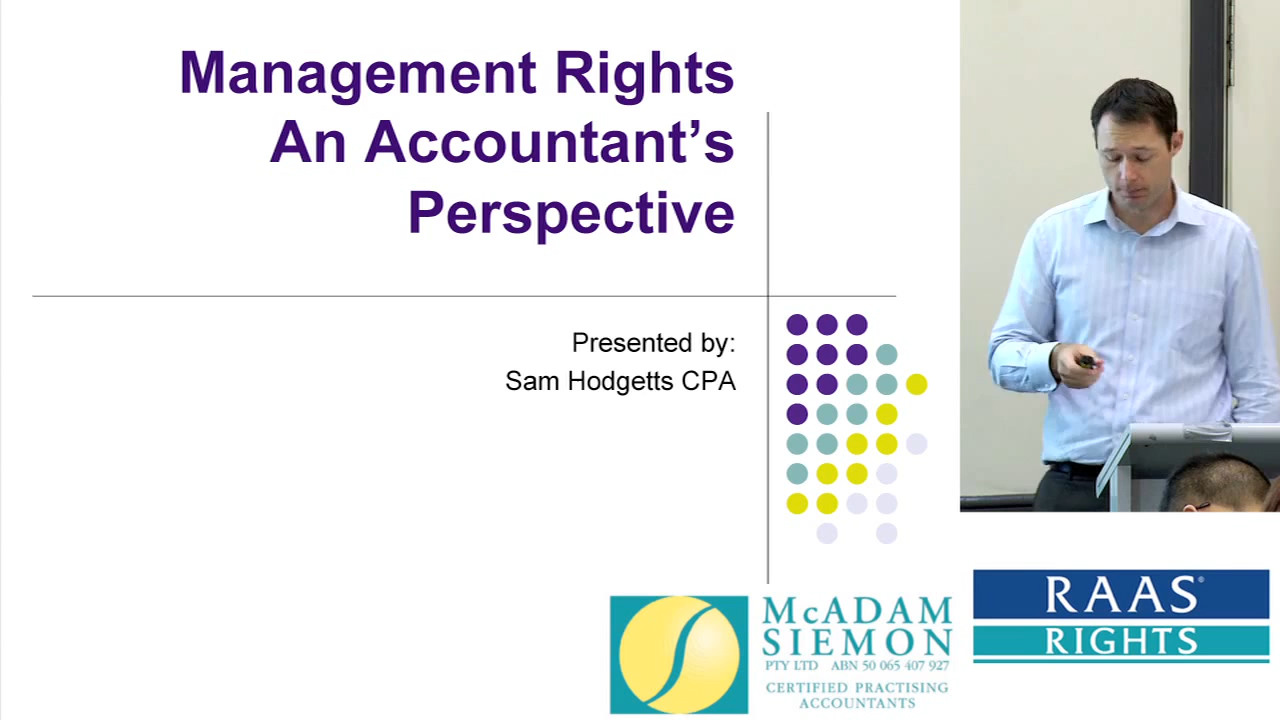 Management Rights
An Accountant’s
Perspective
Presented by:
Sam Hodgetts CPA
McADAM
SIEMON
PTY LTD ABN 50 065 407 927
CERTIFIED PRACTISING
ACCOUNTANTS
RAAS®
RIGHTS